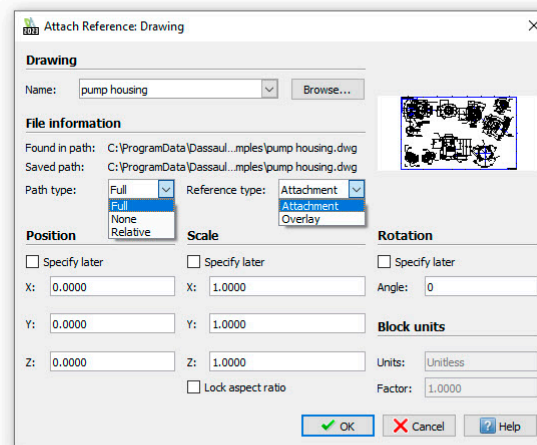 2023 Attach Reference: Drawing
Drawing
Name: pump housing Browse...
File information
Found in path: C:\ProgramData\Dassaul...mples\pump housing.dwg
Saved path: C:\ProgramData\Dassaul...mples\pump housing.dwg
Path type: Full Reference type: Attachment
Full
None
Relative
Attachment
Overlay
Position
Specify later
X: 0.0000
Y: 0.0000
Z: 0.0000
Scale
Specify later
X: 1.0000
Y: 1.0000
Z: 1.0000
Lock aspect ratio
Rotation
Specify later
Angle: 0
Block units
Units: Unitless
Factor: 1.0000
OK Cancel Help